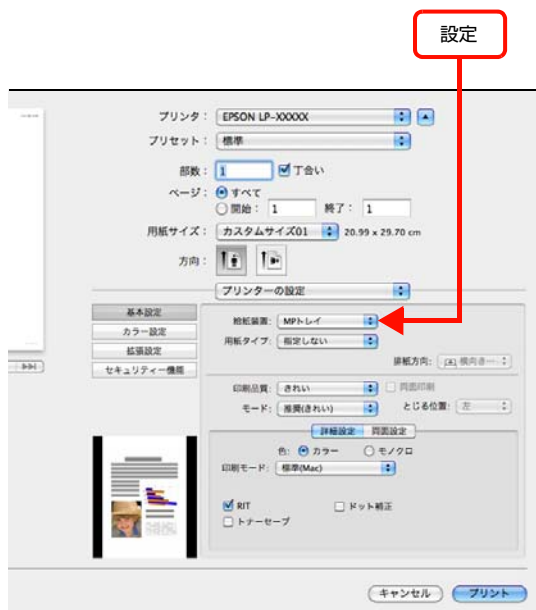 設定
プリンタ： EPSON LP-XXXXX
プリセット： 標準
部数： 1 丁合い
ページ： すべて
開始： 1 終了： 1
用紙サイズ： カスタムサイズ01 20.99 x 29.70 cm
方向：
プリンターの設定
基本設定
カラー設定
拡張設定
セキュリティー機能
給紙装置： MPトレイ
用紙タイプ： 指定しない
排紙方向：
印刷品質： きれい 両面印刷
モード： 推奨(きれい) とじる位置： 左
詳細設定 両面設定
色： カラー モノクロ
印刷モード： 標準(Mac)
RIT ドット補正
トナーセーブ
キャンセル プリント